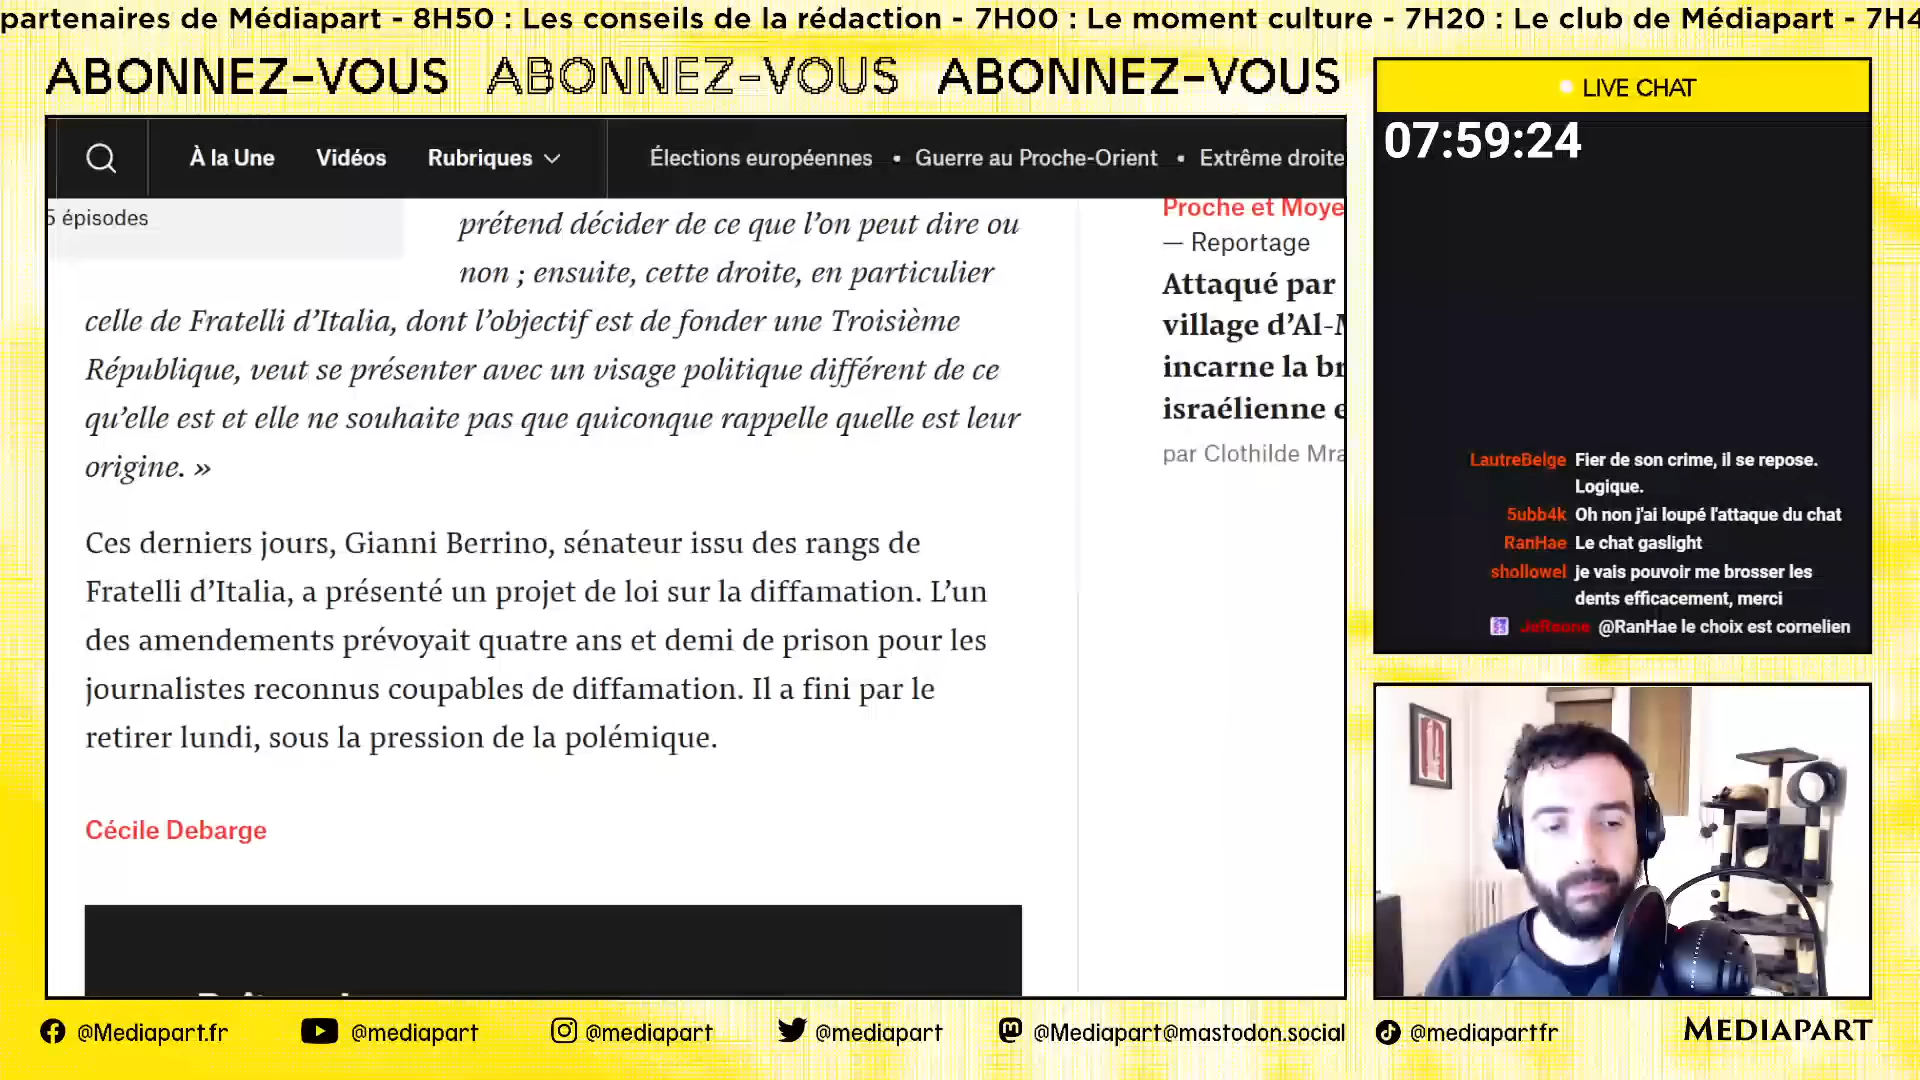 partenaires de Médiapart - 8H50 : Les conseils de la rédaction - 7H00 : Le moment culture - 7H20 : Le club de Médiapart - 7H4
ABONNEZ-VOUS ABONNEZ-VOUS ABONNEZ-VOUS
À la Une Vidéos Rubriques Élections européennes • Guerre au Proche-Orient • Extrême droite
5 épisodes
prétend décider de ce que l’on peut dire ou
non ; ensuite, cette droite, en particulier
celle de Fratelli d’Italia, dont l’objectif est de fonder une Troisième
République, veut se présenter avec un visage politique différent de ce
qu’elle est et elle ne souhaite pas que quiconque rappelle quelle est leur
origine. »
Ces derniers jours, Gianni Berrino, sénateur issu des rangs de
Fratelli d’Italia, a présenté un projet de loi sur la diffamation. L’un
des amendements prévoyait quatre ans et demi de prison pour les
journalistes reconnus coupables de diffamation. Il a fini par le
retirer lundi, sous la pression de la polémique.
Cécile Debarge
Proche et Moye
— Reportage
Attaqué par
village d’Al-M
incarne la br
israélienne e
par Clothilde Mra
LIVE CHAT
07:59:24
LautreBelge Fier de son crime, il se repose.
Logique.
5ubb4k Oh non j'ai loupé l'attaque du chat
RanHae Le chat gaslight
shollowel je vais pouvoir me brosser les
dents efficacement, merci
JeRoone @RanHae le choix est cornelien
@Mediapart.fr @mediapart @mediapart @mediapart @Mediapart@mastodon.social @mediapartfr MEDIAPART